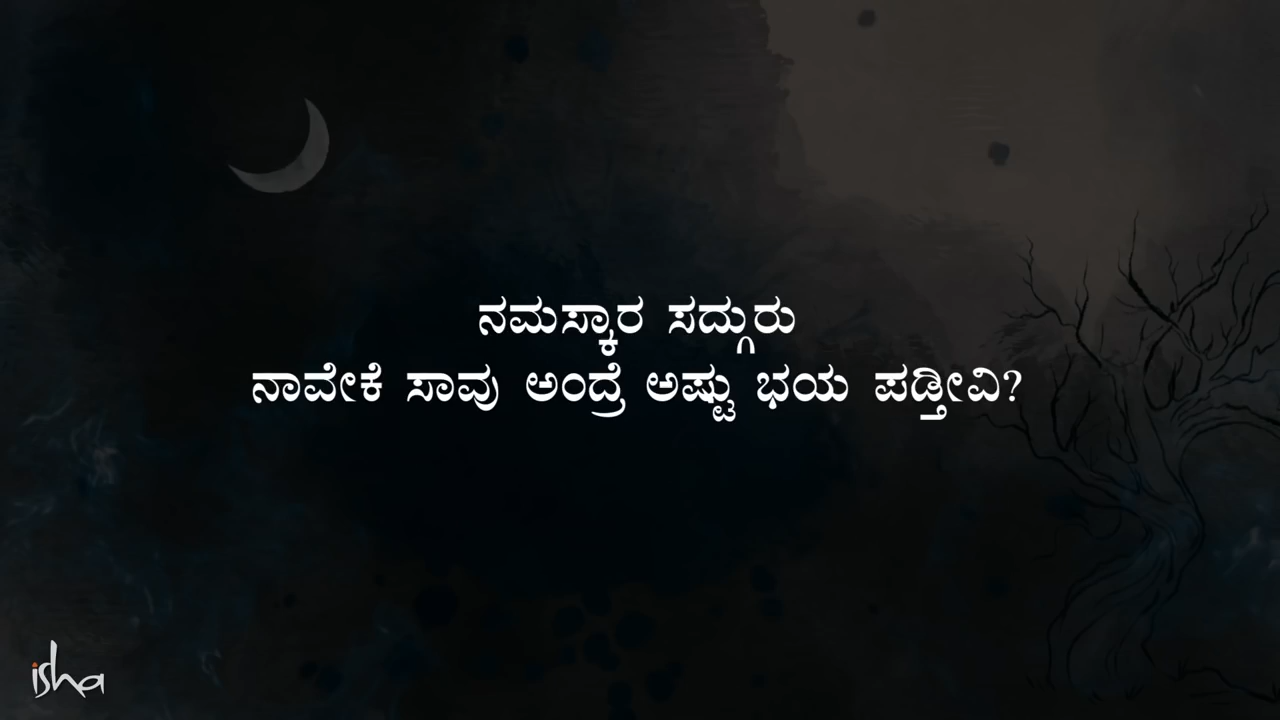 ನಮಸ್ಕಾರ ಸದ್ಗುರು
ನಾವೇಕೆ ಸಾವು ಅಂದ್ರೆ ಅಷ್ಟು ಭಯ ಪಡ್ತೀವಿ?
isha